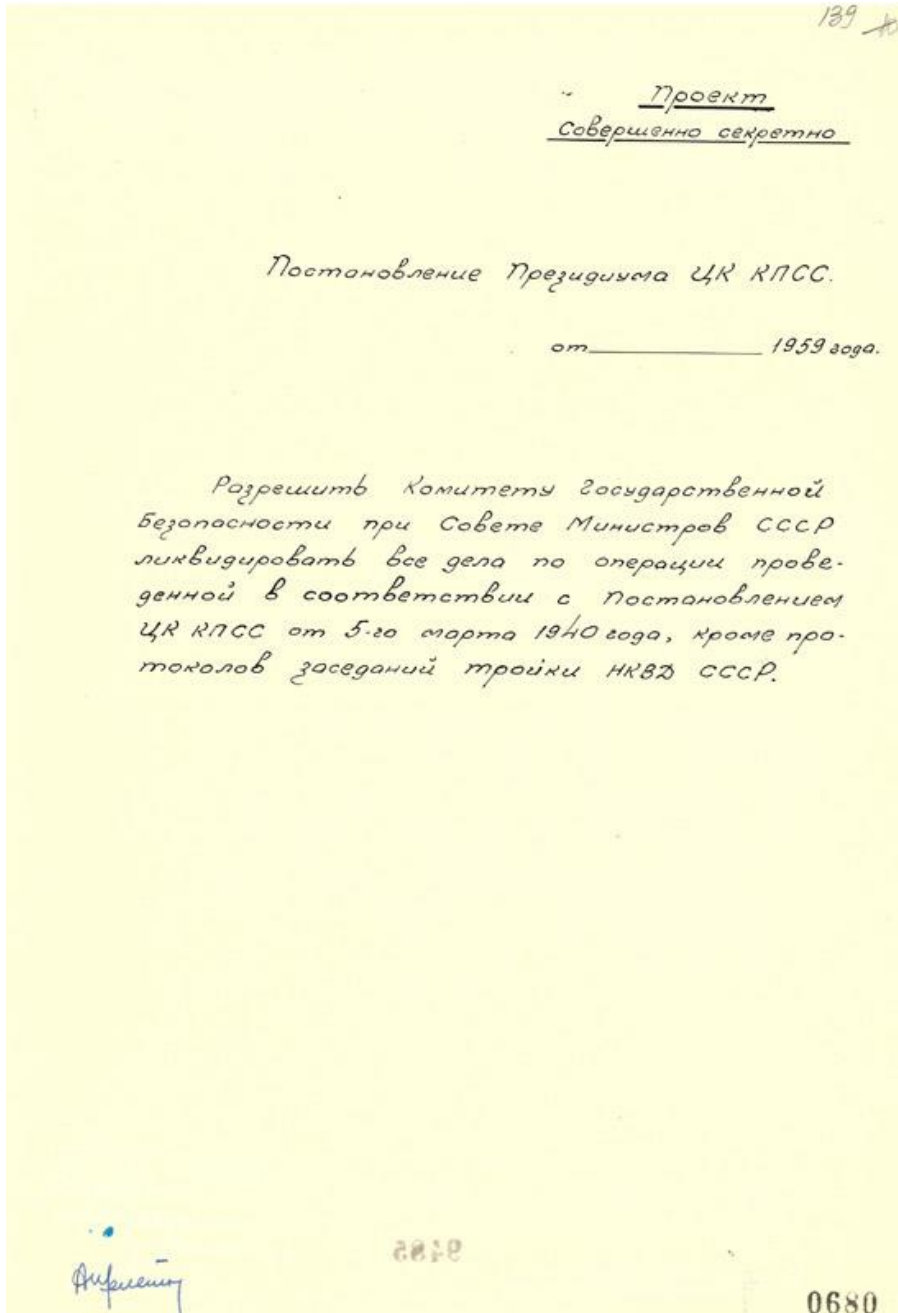 139
Проект
Совершенно секретно
Постановление Президиума ЦК КПСС.
от__________ 1959 года.
Разрешить Комитету Государственной
Безопасности при Совете Министров СССР
ликвидировать все дела по операции прове-
денной в соответствии с Постановлением
ЦК КПСС от 5-го марта 1940 года, кроме про-
токолов заседаний тройки НКВД СССР.
9485
0680